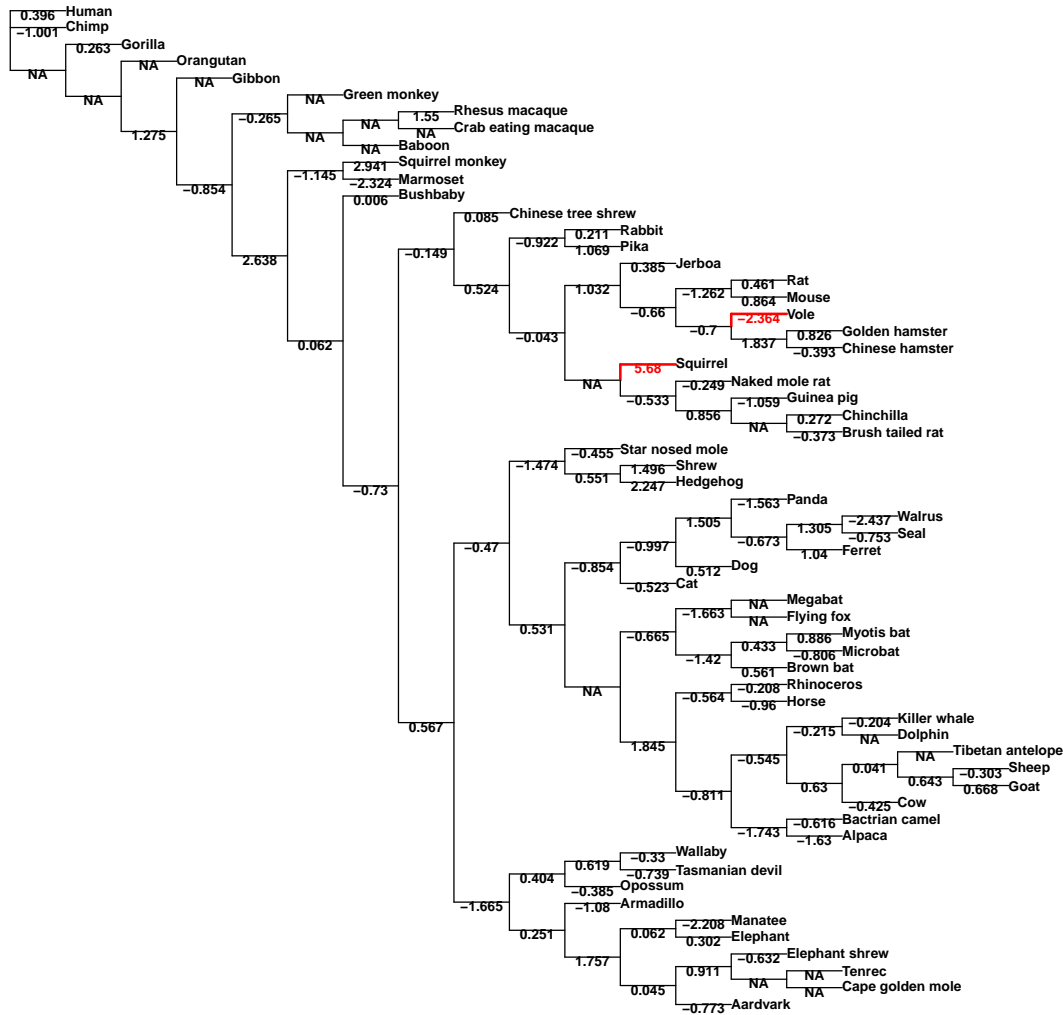 Human
0.396
Chimp
−1.001
Gorilla
0.263
Orangutan
NA
NA
Gibbon
NA
NA
Green monkey
NA
Rhesus macaque
1.55
−0.265
NA
Crab eating macaque
NA
1.275
NA
Baboon
NA
Squirrel monkey
2.941
−1.145
Marmoset
−2.324
−0.854
Bushbaby
0.006
Chinese tree shrew
0.085
Rabbit
0.211
−0.922
Pika
1.069
−0.149
2.638
Jerboa
0.385
Rat
0.461
1.032
0.524
−1.262
Mouse
0.864
−0.66
Vole
−2.364
−0.7
Golden hamster
0.826
0.062
−0.043
1.837
Chinese hamster
−0.393
Squirrel
5.68
NA
Naked mole rat
−0.249
−0.533
Guinea pig
−1.059
0.856
Chinchilla
0.272
NA
Brush tailed rat
−0.373
Star nosed mole
−0.455
−1.474
Shrew
1.496
0.551
Hedgehog
2.247
−0.73
Panda
−1.563
1.505
Walrus
−2.437
1.305
Seal
−0.753
−0.47
−0.997
−0.673
Ferret
1.04
−0.854
Dog
0.512
Cat
−0.523
Megabat
NA
−1.663
Flying fox
NA
0.531
−0.665
Myotis bat
0.886
0.433
Microbat
−0.806
−1.42
Brown bat
0.561
NA
Rhinoceros
−0.208
−0.564
Horse
−0.96
0.567
Killer whale
−0.204
−0.215
Dolphin
NA
1.845
−0.545
Tibetan antelope
NA
0.041
Sheep
−0.303
0.643
Goat
0.668
0.63
−0.811
Cow
−0.425
Bactrian camel
−0.616
−1.743
Alpaca
−1.63
Wallaby
−0.33
0.619
Tasmanian devil
−0.739
0.404
Opossum
−0.385
−1.665
Armadillo
−1.08
0.251
Manatee
−2.208
0.062
Elephant
0.302
1.757
Elephant shrew
−0.632
0.911
Tenrec
NA
NA
Cape golden mole
NA
0.045
Aardvark
−0.773